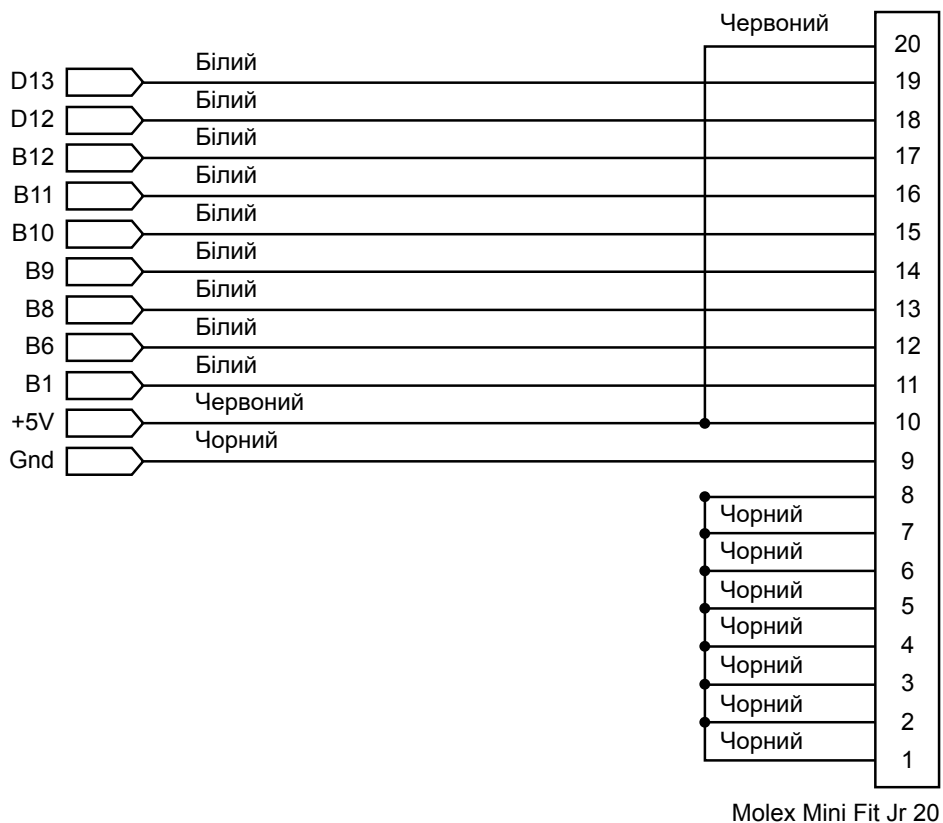 Червоний
20
D13 Білий 19
D12 Білий 18
B12 Білий 17
B11 Білий 16
B10 Білий 15
B9 Білий 14
B8 Білий 13
B6 Білий 12
B1 Білий 11
+5V Червоний 10
Gnd Чорний 9
8
Чорний 7
Чорний 6
Чорний 5
Чорний 4
Чорний 3
Чорний 2
Чорний 1
Molex Mini Fit Jr 20